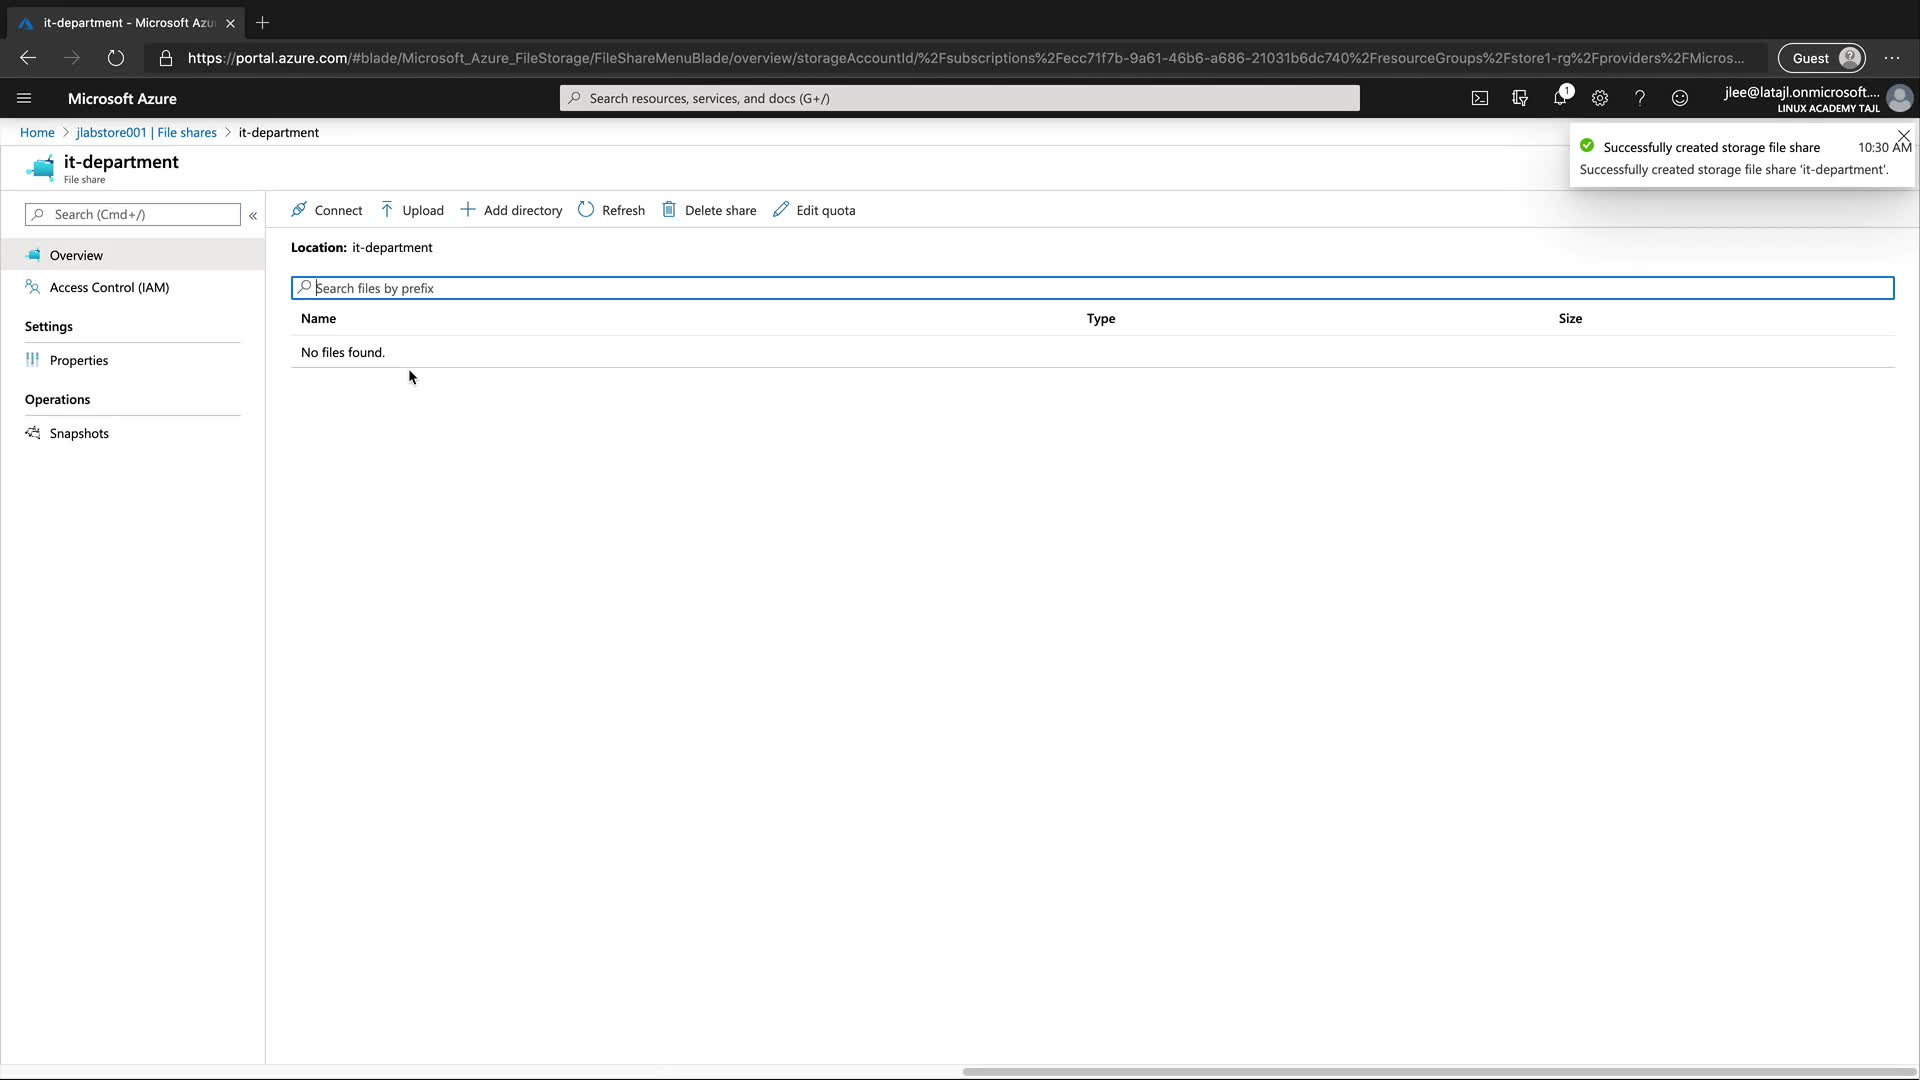 it-department - Microsoft Azu
https://portal.azure.com/#blade/Microsoft_Azure_FileStorage/FileShareMenuBlade/overview/storageAccountId/%2Fsubscriptions%2Fecc71f7b-9a61-46b6-a686-21031b6dc740%2FresourceGroups%2Fstore1-rg%2Fproviders%2FMicros...
Guest
Microsoft Azure
Search resources, services, and docs (G+/)
1
jlee@latajl.onmicrosoft....
LINUX ACADEMY TAJL
Home > jlabstore001 | File shares > it-department
it-department
File share
Successfully created storage file share 10:30 AM
Successfully created storage file share 'it-department'.
Search (Cmd+/)
«
Connect Upload Add directory Refresh Delete share Edit quota
Overview
Access Control (IAM)
Settings
Properties
Operations
Snapshots
Location: it-department
Search files by prefix
Name Type Size
No files found.